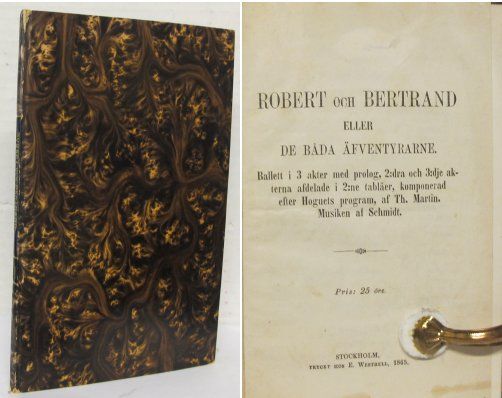 ROBERT OCH BERTRAND
ELLER
DE BÅDA ÄFVENTYRARNE.
Ballett i 3 akter med prolog, 2:dra och 3:dje ak-
terna afdelade i 2:ne tablåer, komponerad
efter Hoguets program, af Th. Martin.
Musiken af Schmidt.
Pris: 25 öre.
STOCKHOLM,
TRYCKT HOS E. WESTRELL, 1865.